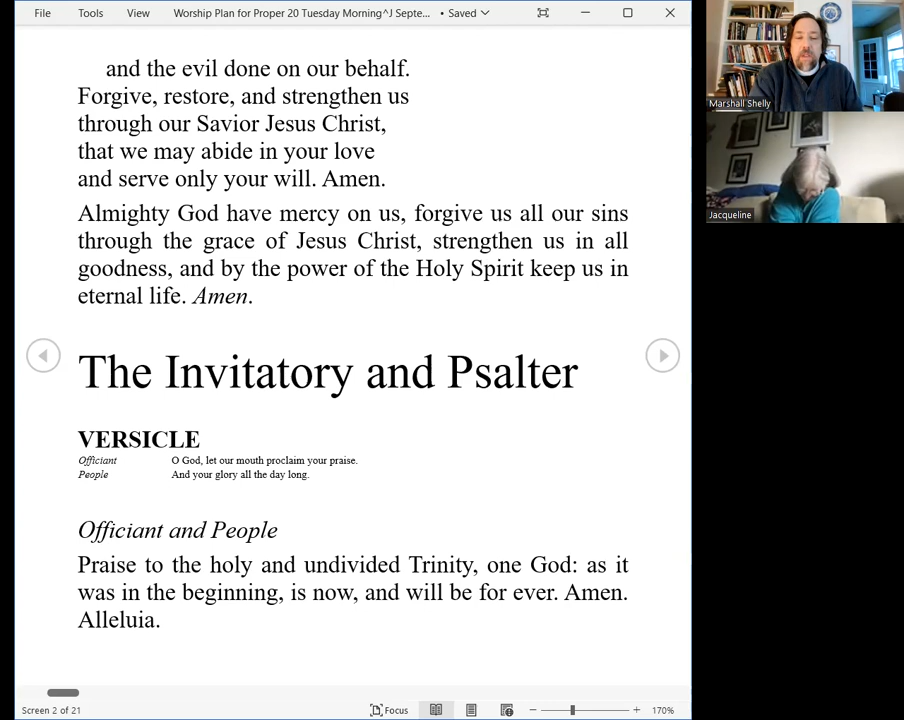 File Tools View Worship Plan for Proper 20 Tuesday Morning^J Septe... • Saved
and the evil done on our behalf.
Forgive, restore, and strengthen us
through our Savior Jesus Christ,
that we may abide in your love
and serve only your will. Amen.
Almighty God have mercy on us, forgive us all our sins
through the grace of Jesus Christ, strengthen us in all
goodness, and by the power of the Holy Spirit keep us in
eternal life. Amen.
The Invitatory and Psalter
VERSICLE
Officiant O God, let our mouth proclaim your praise.
People And your glory all the day long.
Officiant and People
Praise to the holy and undivided Trinity, one God: as it
was in the beginning, is now, and will be for ever. Amen.
Alleluia.
Screen 2 of 21 Focus 170%
Marshall Shelly
Jacqueline